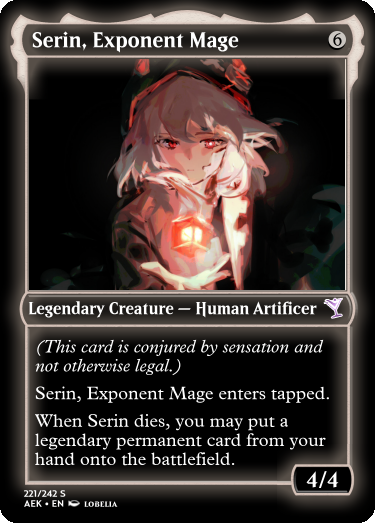 Serin, Exponent Mage 6
Legendary Creature — Human Artificer
(This card is conjured by sensation and
not otherwise legal.)
Serin, Exponent Mage enters tapped.
When Serin dies, you may put a
legendary permanent card from your
hand onto the battlefield.
4/4
221/242 S
AEK • EN LOBELIA